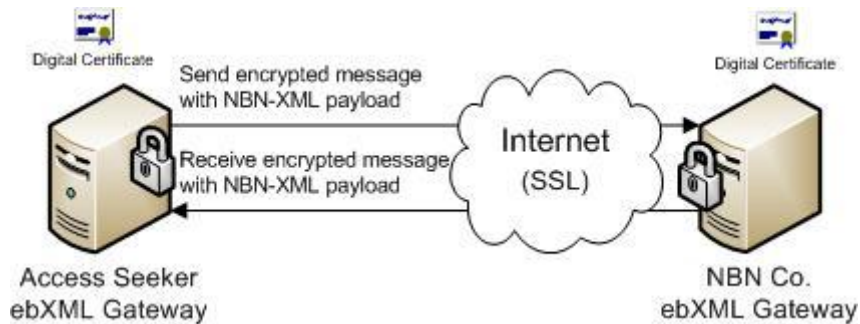 Digital Certificate
Digital Certificate
Send encrypted message
with NBN-XML payload
Internet
(SSL)
Receive encrypted message
with NBN-XML payload
Access Seeker
ebXML Gateway
NBN Co.
ebXML Gateway